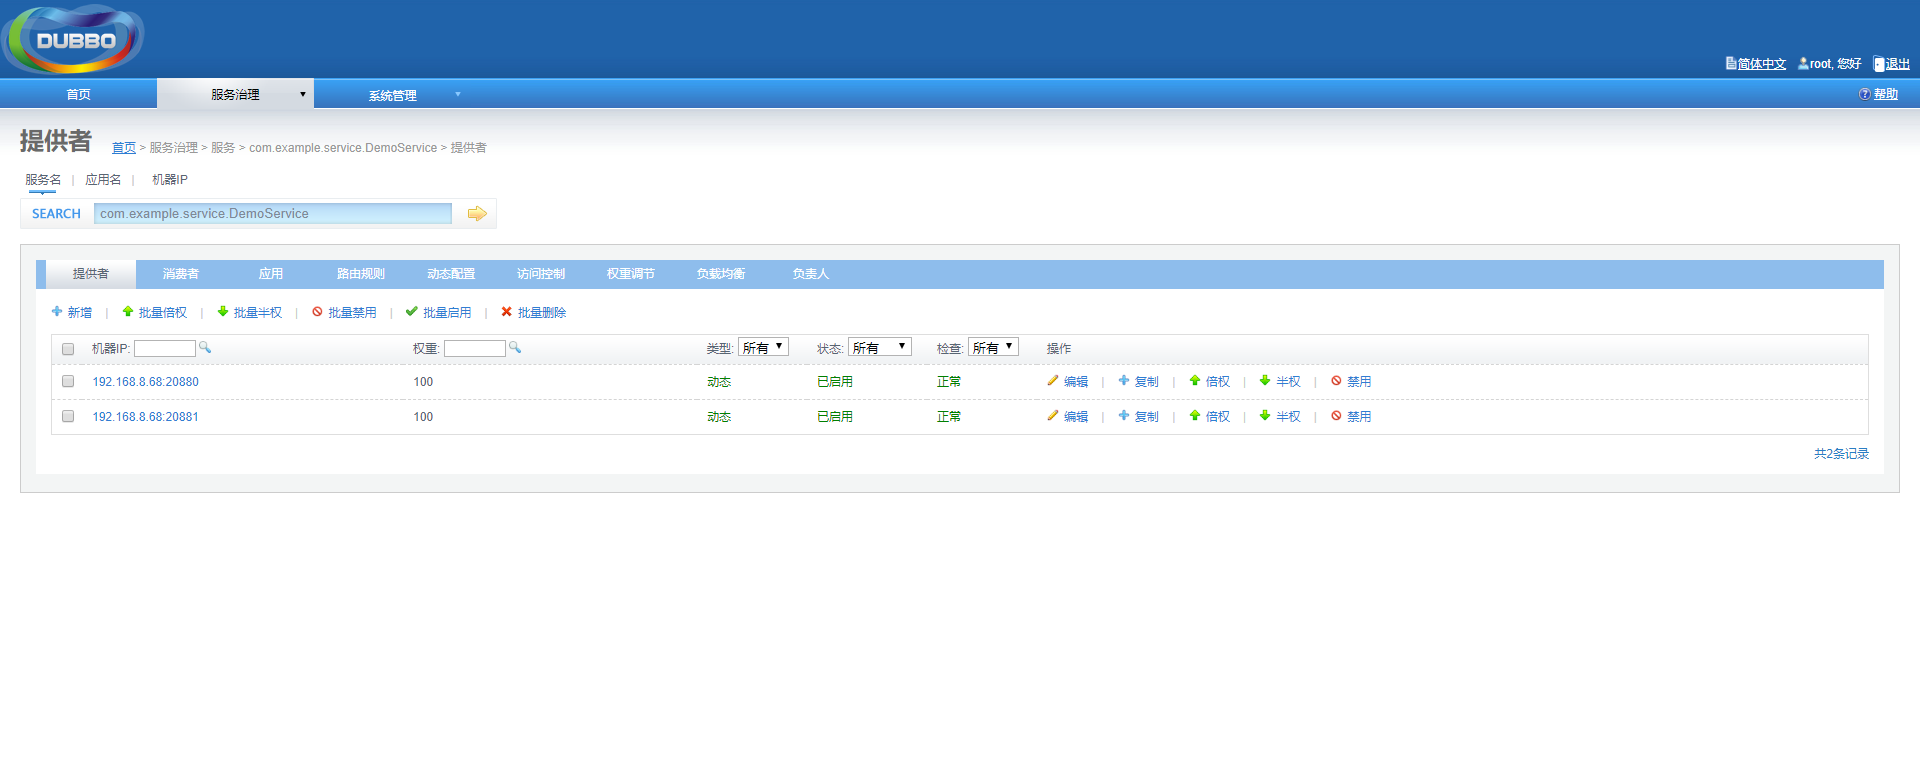 DUBBO
简体中文 root, 您好 退出
首页 服务治理 ▼ 系统管理 ▼ 帮助
提供者 首页 > 服务治理 > 服务 > com.example.service.DemoService > 提供者
服务名 | 应用名 | 机器IP
SEARCH com.example.service.DemoService
提供者 消费者 应用 路由规则 动态配置 访问控制 权重调节 负载均衡 负责人
新增 | 批量倍权 | 批量半权 | 批量禁用 | 批量启用 | 批量删除
机器IP: 权重: 类型: 所有 ▼ 状态: 所有 ▼ 检查: 所有 ▼ 操作
192.168.8.68:20880 100 动态 已启用 正常 编辑 | 复制 | 倍权 | 半权 | 禁用
192.168.8.68:20881 100 动态 已启用 正常 编辑 | 复制 | 倍权 | 半权 | 禁用
共2条记录